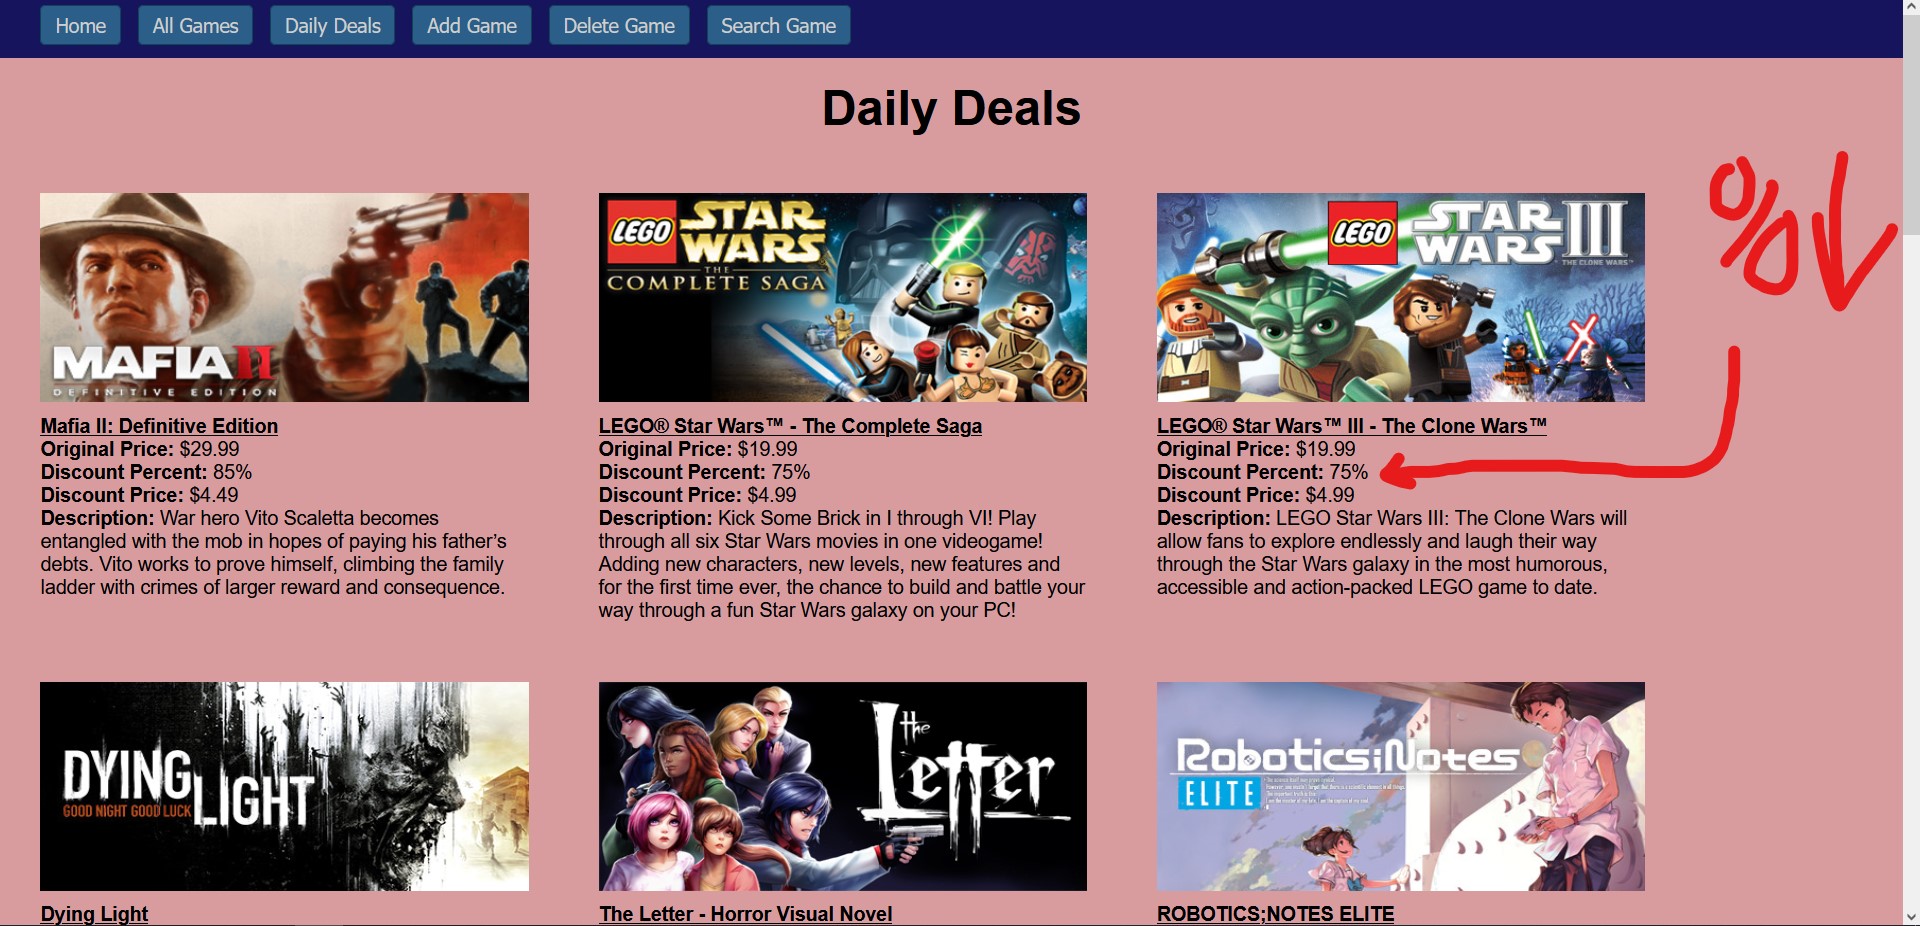 Home All Games Daily Deals Add Game Delete Game Search Game
Daily Deals
%↓
MAFIA II
DEFINITIVE EDITION
Mafia II: Definitive Edition
Original Price: $29.99
Discount Percent: 85%
Discount Price: $4.49
Description: War hero Vito Scaletta becomes
entangled with the mob in hopes of paying his father’s
debts. Vito works to prove himself, climbing the family
ladder with crimes of larger reward and consequence.
LEGO STAR WARS
THE
COMPLETE SAGA
LEGO® Star Wars™ - The Complete Saga
Original Price: $19.99
Discount Percent: 75%
Discount Price: $4.99
Description: Kick Some Brick in I through VI! Play
through all six Star Wars movies in one videogame!
Adding new characters, new levels, new features and
for the first time ever, the chance to build and battle your
way through a fun Star Wars galaxy on your PC!
LEGO STAR WARS III
THE CLONE WARS™
LEGO® Star Wars™ III - The Clone Wars™
Original Price: $19.99
Discount Percent: 75%
Discount Price: $4.99
Description: LEGO Star Wars III: The Clone Wars will
allow fans to explore endlessly and laugh their way
through the Star Wars galaxy in the most humorous,
accessible and action-packed LEGO game to date.
DYING
LIGHT
GOOD NIGHT GOOD LUCK
Dying Light
the
Letter
The Letter - Horror Visual Novel
Robotics;Notes
ELITE
ROBOTICS;NOTES ELITE